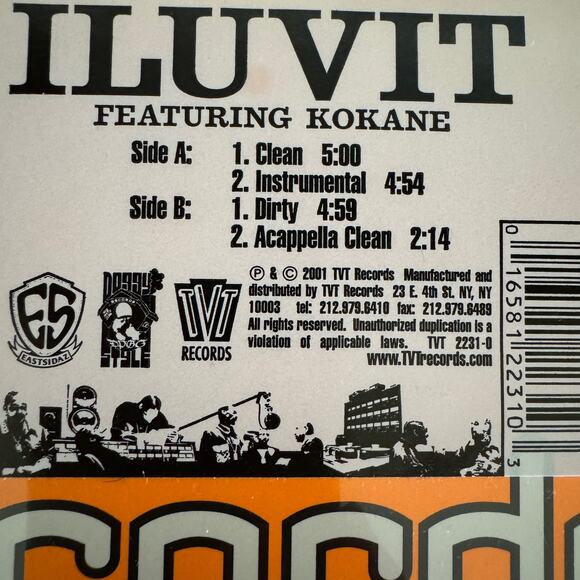 ILUVIT
FEATURING KOKANE
Side A: 1. Clean 5:00
2. Instrumental 4:54
Side B: 1. Dirty 4:59
2. Acappella Clean 2:14
℗ & © 2001 TVT Records Manufactured and
distributed by TVT Records 23 E. 4th St. NY, NY
10003 tel: 212.979.6410 fax: 212.979.6489
All rights reserved. Unauthorized duplication is a
violation of applicable laws. TVT 2231-0
www.TVTrecords.com
ES
EASTSIDAZ
DOGGY
STYLE
RECORDS
TVT
RECORDS
0 16581 22310 3